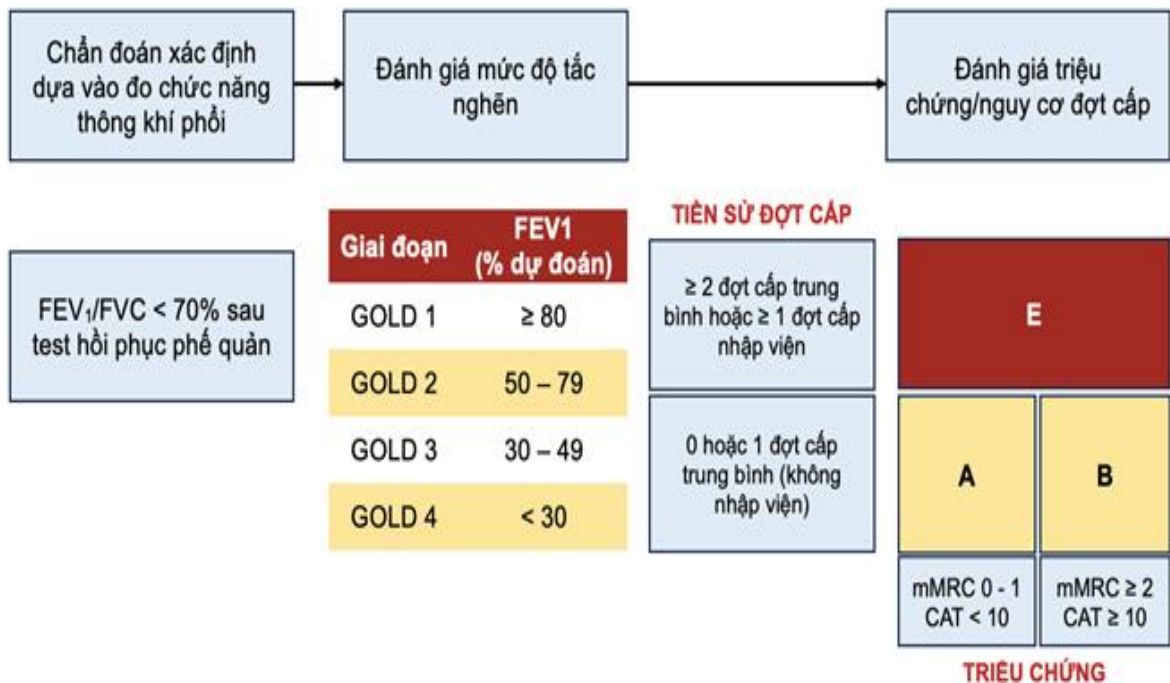 Chẩn đoán xác định
dựa vào đo chức năng
thông khí phổi
Đánh giá mức độ tắc
nghẽn
Đánh giá triệu
chứng/nguy cơ đợt cấp
FEV₁/FVC < 70% sau
test hồi phục phế quản
Giai đoạn
FEV1
(% dự đoán)
GOLD 1 ≥ 80
GOLD 2 50 – 79
GOLD 3 30 – 49
GOLD 4 < 30
TIỀN SỬ ĐỢT CẤP
≥ 2 đợt cấp trung
bình hoặc ≥ 1 đợt cấp
nhập viện
0 hoặc 1 đợt cấp
trung bình (không
nhập viện)
E
A B
mMRC 0 - 1
CAT < 10
mMRC ≥ 2
CAT ≥ 10
TRIỆU CHỨNG